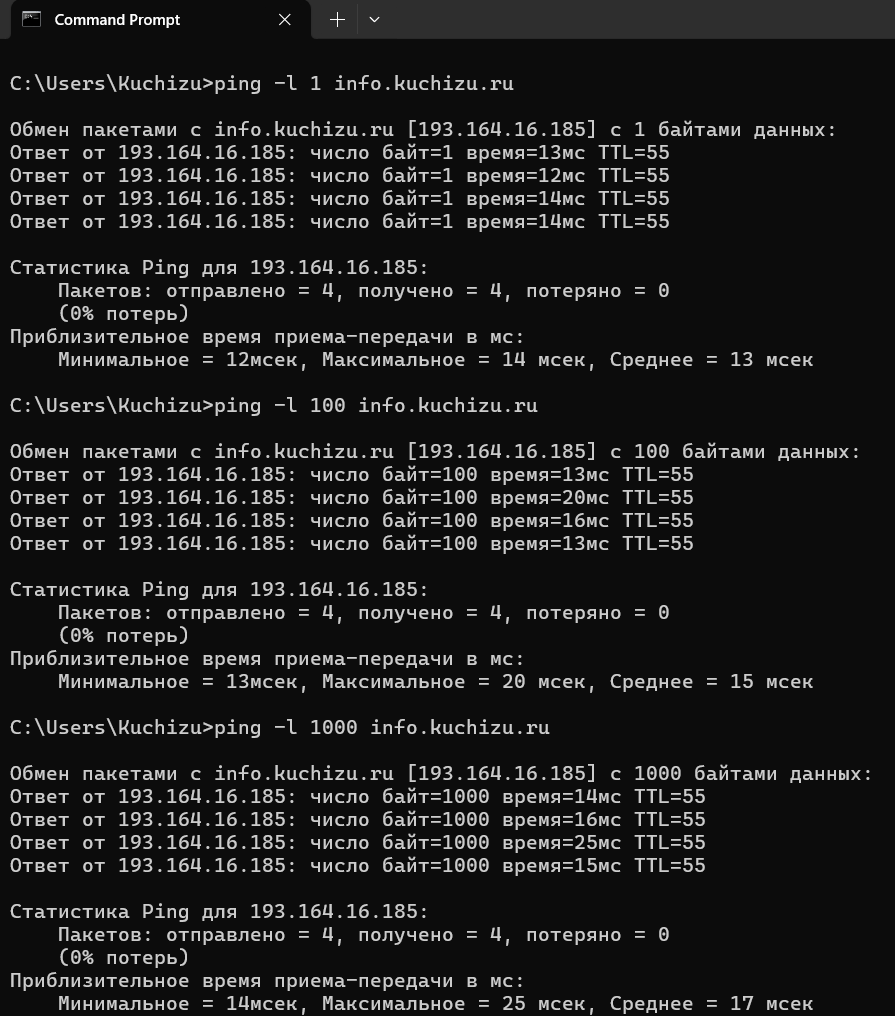 Command Prompt
C:\Users\Kuchizu>ping -l 1 info.kuchizu.ru
Обмен пакетами с info.kuchizu.ru [193.164.16.185] с 1 байтами данных:
Ответ от 193.164.16.185: число байт=1 время=13мс TTL=55
Ответ от 193.164.16.185: число байт=1 время=12мс TTL=55
Ответ от 193.164.16.185: число байт=1 время=14мс TTL=55
Ответ от 193.164.16.185: число байт=1 время=14мс TTL=55
Статистика Ping для 193.164.16.185:
    Пакетов: отправлено = 4, получено = 4, потеряно = 0
    (0% потерь)
Приблизительное время приема-передачи в мс:
    Минимальное = 12мсек, Максимальное = 14 мсек, Среднее = 13 мсек
C:\Users\Kuchizu>ping -l 100 info.kuchizu.ru
Обмен пакетами с info.kuchizu.ru [193.164.16.185] с 100 байтами данных:
Ответ от 193.164.16.185: число байт=100 время=13мс TTL=55
Ответ от 193.164.16.185: число байт=100 время=20мс TTL=55
Ответ от 193.164.16.185: число байт=100 время=16мс TTL=55
Ответ от 193.164.16.185: число байт=100 время=13мс TTL=55
Статистика Ping для 193.164.16.185:
    Пакетов: отправлено = 4, получено = 4, потеряно = 0
    (0% потерь)
Приблизительное время приема-передачи в мс:
    Минимальное = 13мсек, Максимальное = 20 мсек, Среднее = 15 мсек
C:\Users\Kuchizu>ping -l 1000 info.kuchizu.ru
Обмен пакетами с info.kuchizu.ru [193.164.16.185] с 1000 байтами данных:
Ответ от 193.164.16.185: число байт=1000 время=14мс TTL=55
Ответ от 193.164.16.185: число байт=1000 время=16мс TTL=55
Ответ от 193.164.16.185: число байт=1000 время=25мс TTL=55
Ответ от 193.164.16.185: число байт=1000 время=15мс TTL=55
Статистика Ping для 193.164.16.185:
    Пакетов: отправлено = 4, получено = 4, потеряно = 0
    (0% потерь)
Приблизительное время приема-передачи в мс:
    Минимальное = 14мсек, Максимальное = 25 мсек, Среднее = 17 мсек